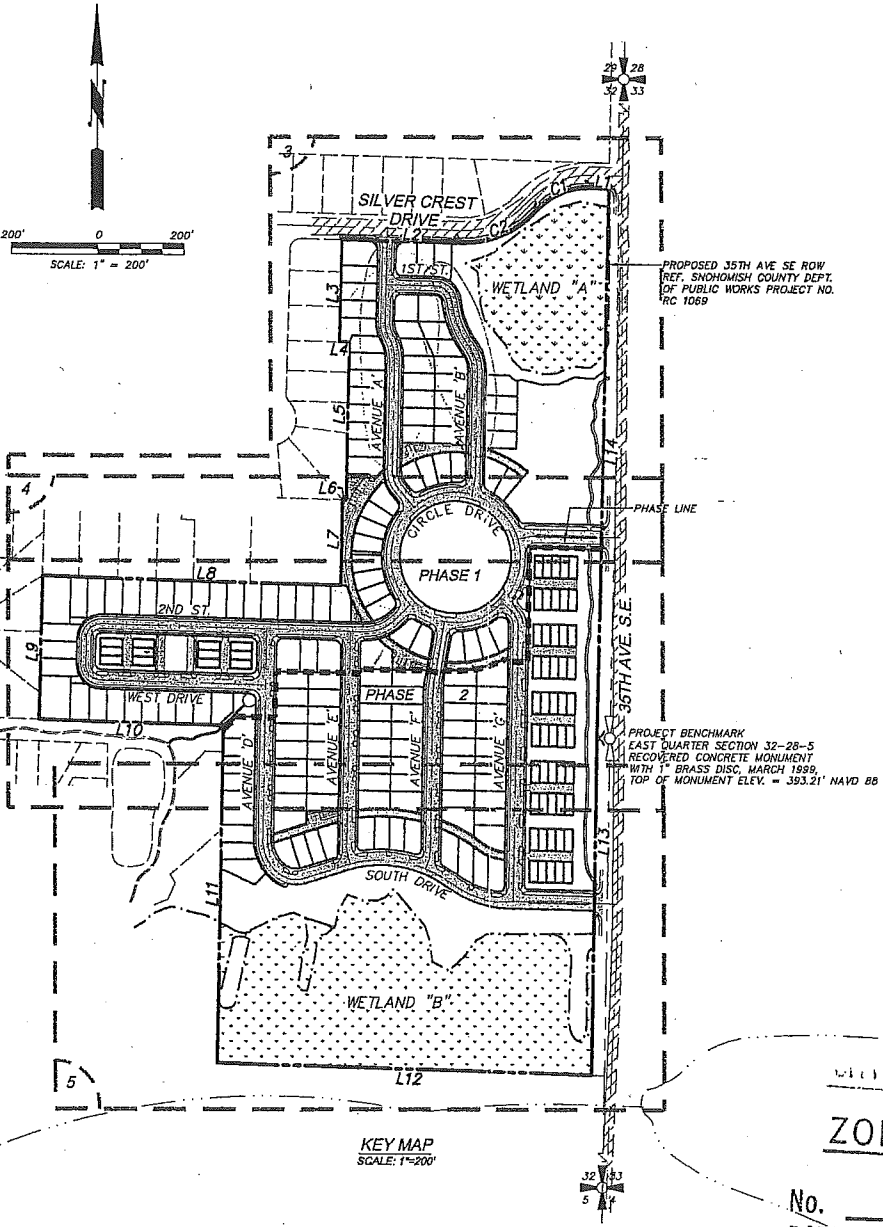 29 28
32 33
N
3
SILVER CREST
DRIVE
C1
L1
C2
L2
200' 0 200'
SCALE: 1" = 200'
1ST ST.
WETLAND "A"
PROPOSED 35TH AVE SE ROW
REF. SNOHOMISH COUNTY DEPT.
OF PUBLIC WORKS PROJECT NO.
RC 1069
L3
L4
L5
AVENUE 'A'
AVENUE 'B'
L14
L6
4
CIRCLE DRIVE
PHASE LINE
L7
PHASE 1
L8
2ND ST.
L9
36TH AVE. S.E.
WEST DRIVE
PHASE 2
L10
AVENUE 'D'
AVENUE 'E'
AVENUE 'F'
AVENUE 'G'
PROJECT BENCHMARK
EAST QUARTER SECTION 32-28-5
RECOVERED CONCRETE MONUMENT
WITH 1" BRASS DISC, MARCH 1999,
TOP OF MONUMENT ELEV. = 393.21' NAVD 88
L13
L11
SOUTH DRIVE
WETLAND "B"
L12
5
KEY MAP
SCALE: 1"=200'
32 33
5 4
No.